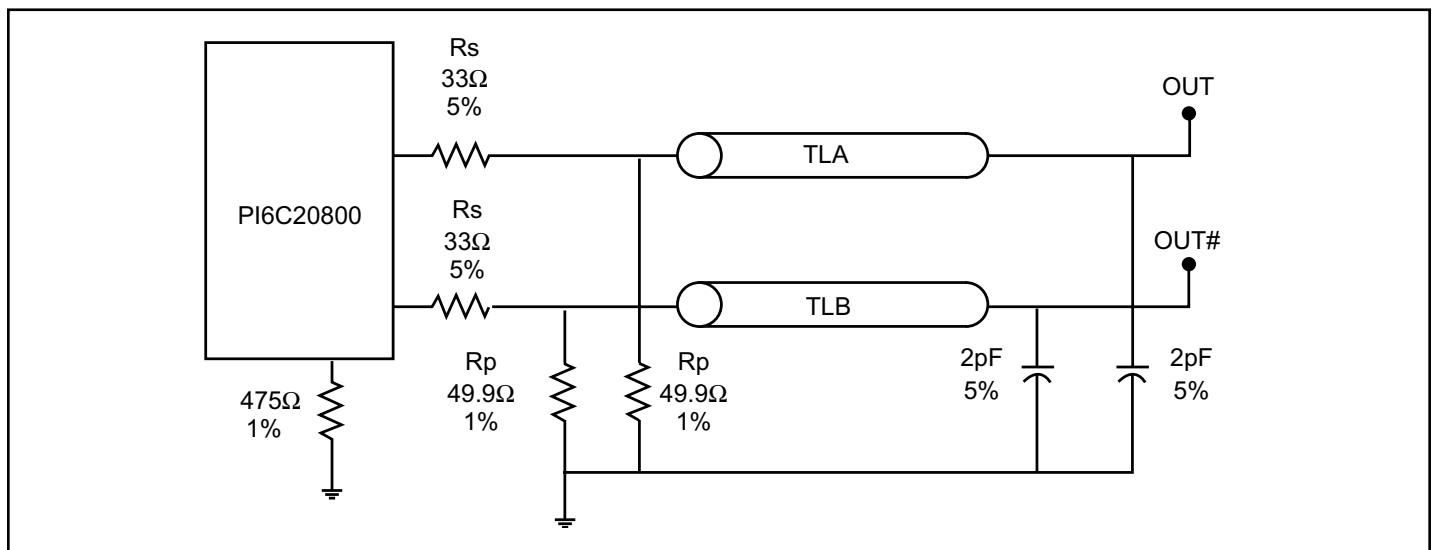 Rs
33Ω
5%
OUT
TLA
PI6C20800
Rs
33Ω
5%
OUT#
TLB
Rp
49.9Ω
1%
Rp
49.9Ω
1%
2pF
5%
2pF
5%
475Ω
1%